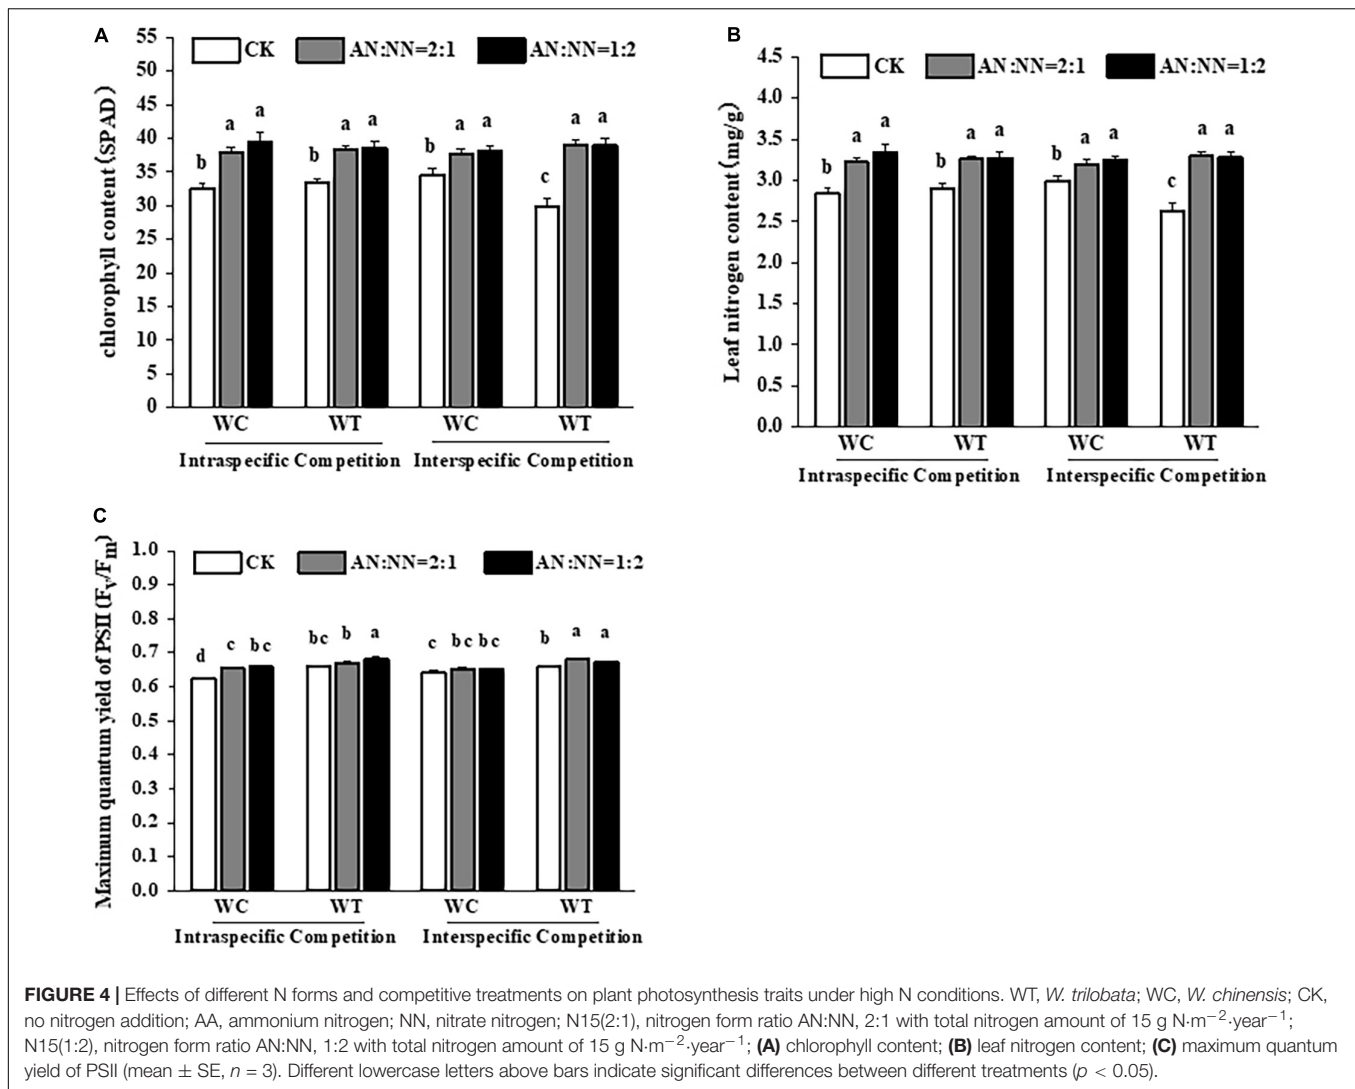 A
CK AN:NN=2:1 AN:NN=1:2
chlorophyll content(SPAD)
55
50
45
40
35
30
25
20
15
10
5
0
b a a b a a b a a c a a
WC WT WC WT
Intraspecific Competition Interspecific Competition
B
CK AN:NN=2:1 AN:NN=1:2
Leaf nitrogen content(mg/g)
4.5
4.0
3.5
3.0
2.5
2.0
1.5
1.0
0.5
0.0
b a a b a a b a a c a a
WC WT WC WT
Intraspecific Competition Interspecific Competition
C
CK AN:NN=2:1 AN:NN=1:2
Maximum quantum yield of PSII (Fv/Fm)
1.0
0.9
0.8
0.7
0.6
0.5
0.4
0.3
0.2
0.1
0.0
d c bc bc b a c bc bc b a a
WC WT WC WT
Intraspecific Competition Interspecific Competition
FIGURE 4 | Effects of different N forms and competitive treatments on plant photosynthesis traits under high N conditions. WT, W. trilobata; WC, W. chinensis; CK,
no nitrogen addition; AA, ammonium nitrogen; NN, nitrate nitrogen; N15(2:1), nitrogen form ratio AN:NN, 2:1 with total nitrogen amount of 15 g N·m⁻²·year⁻¹;
N15(1:2), nitrogen form ratio AN:NN, 1:2 with total nitrogen amount of 15 g N·m⁻²·year⁻¹; (A) chlorophyll content; (B) leaf nitrogen content; (C) maximum quantum
yield of PSII (mean ± SE, n = 3). Different lowercase letters above bars indicate significant differences between different treatments (p < 0.05).